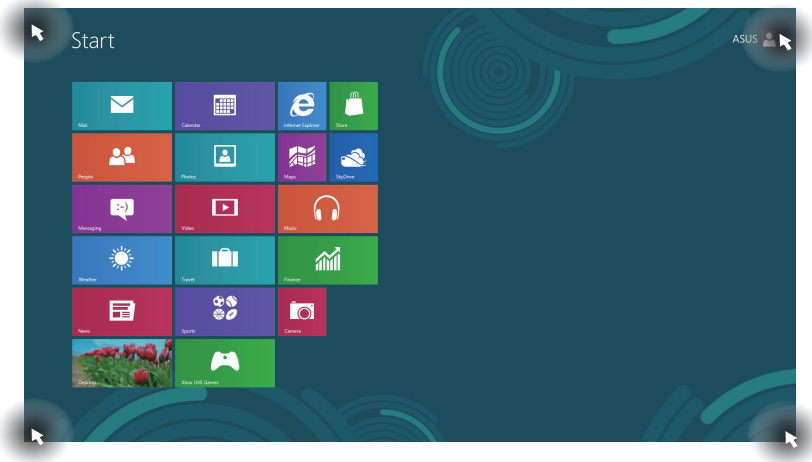 Start
ASUS
Mail
Calendar
Internet Explorer
Store
People
Photos
Maps
SkyDrive
Messaging
:-)
Video
Music
Weather
Travel
Finance
News
Sports
Camera
Desktop
Xbox LIVE Games